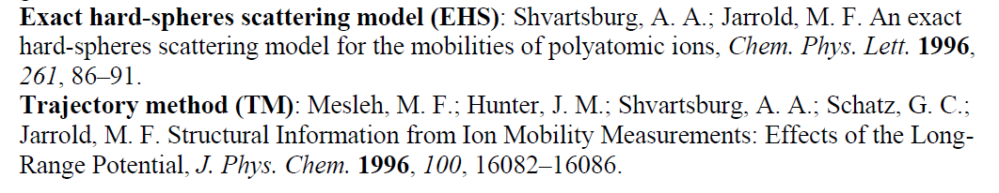 Exact hard-spheres scattering model (EHS): Shvartsburg, A. A.; Jarrold, M. F. An exact
hard-spheres scattering model for the mobilities of polyatomic ions, Chem. Phys. Lett. 1996,
261, 86–91.
Trajectory method (TM): Mesleh, M. F.; Hunter, J. M.; Shvartsburg, A. A.; Schatz, G. C.;
Jarrold, M. F. Structural Information from Ion Mobility Measurements: Effects of the Long-
Range Potential, J. Phys. Chem. 1996, 100, 16082–16086.